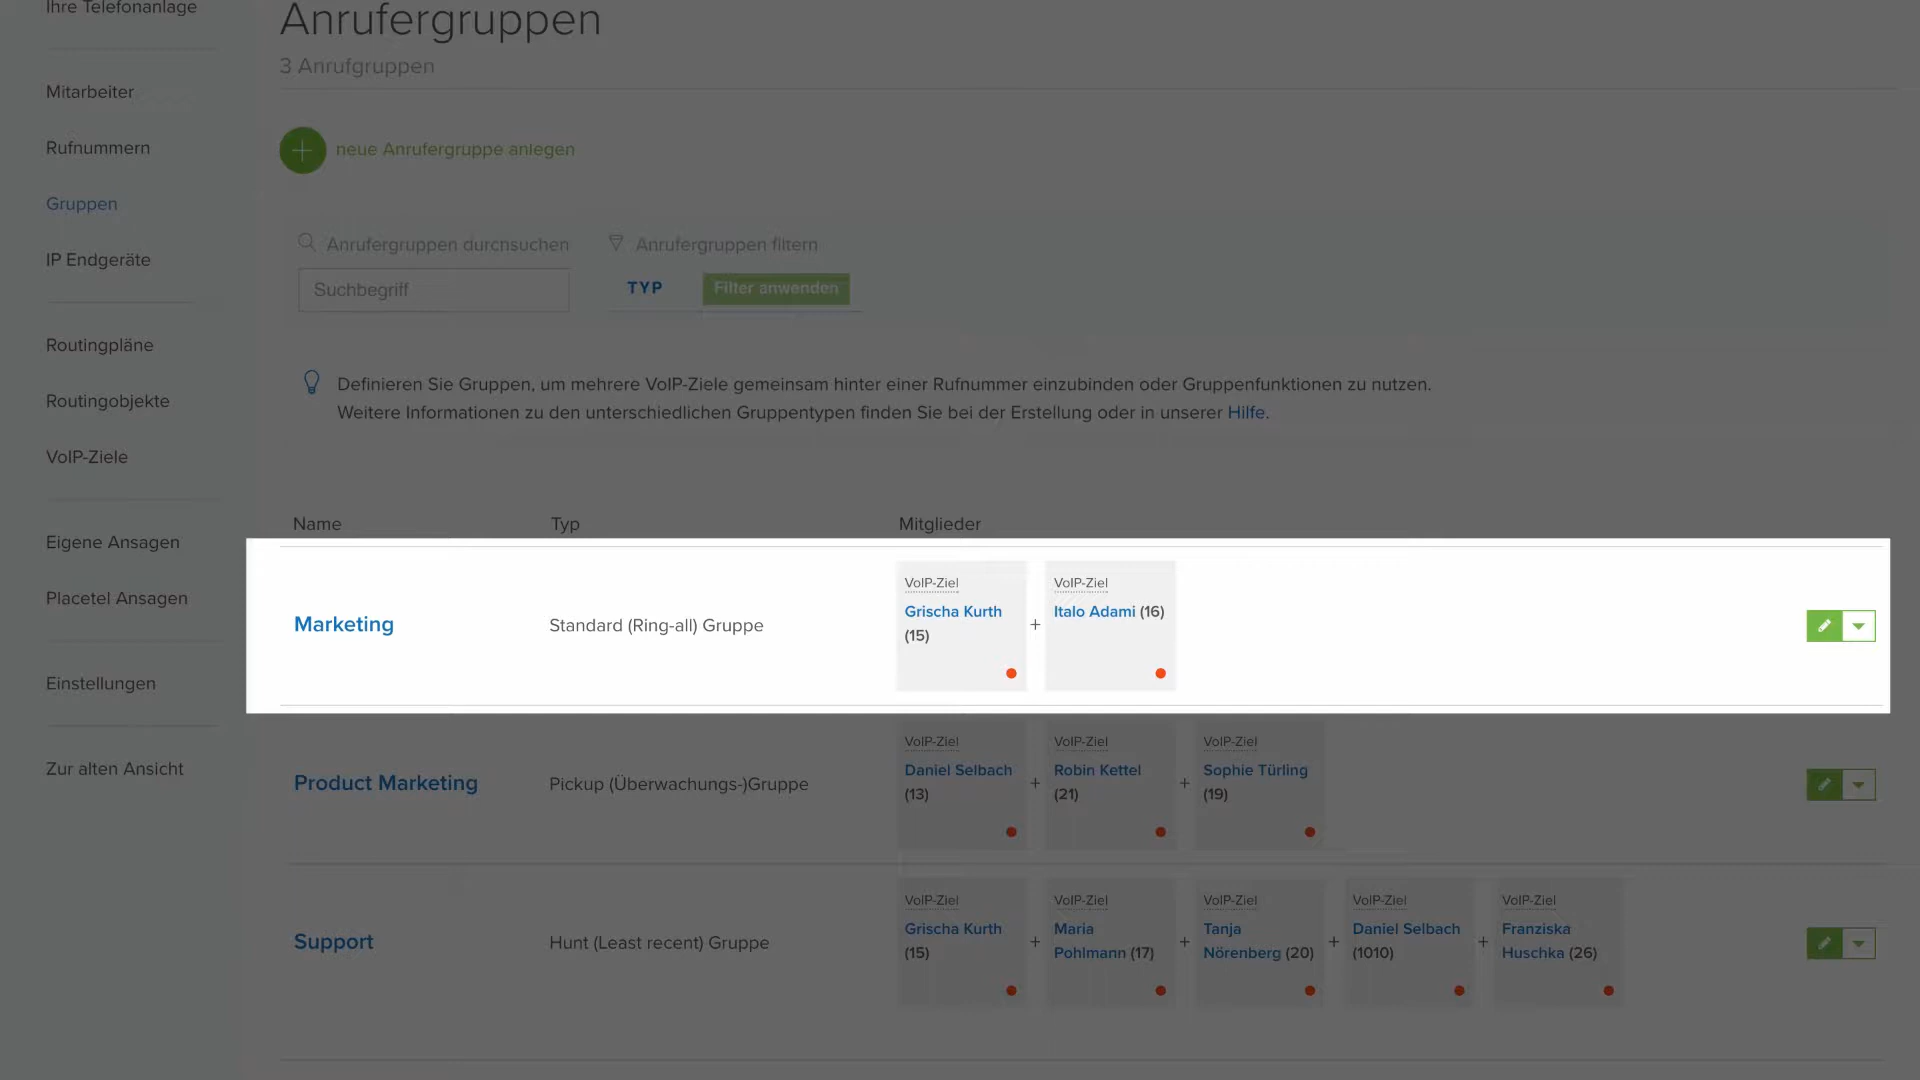 Ihre Telefonanlage
Mitarbeiter
Rufnummern
Gruppen
IP Endgeräte
Routingpläne
Routingobjekte
VoIP-Ziele
Eigene Ansagen
Placetel Ansagen
Einstellungen
Zur alten Ansicht
Anrufergruppen
3 Anrufgruppen
neue Anrufergruppe anlegen
Anrufergruppen durchsuchen
Anrufergruppen filtern
Suchbegriff
TYP
Filter anwenden
Definieren Sie Gruppen, um mehrere VoIP-Ziele gemeinsam hinter einer Rufnummer einzubinden oder Gruppenfunktionen zu nutzen.
Weitere Informationen zu den unterschiedlichen Gruppentypen finden Sie bei der Erstellung oder in unserer Hilfe.
Name Typ Mitglieder
Marketing
Standard (Ring-all) Gruppe
VoIP-Ziel
Grischa Kurth
(15)
+
VoIP-Ziel
Italo Adami (16)
Product Marketing
Pickup (Überwachungs-)Gruppe
VoIP-Ziel
Daniel Selbach
(13)
+
VoIP-Ziel
Robin Kettel
(21)
+
VoIP-Ziel
Sophie Türling
(19)
Support
Hunt (Least recent) Gruppe
VoIP-Ziel
Grischa Kurth
(15)
+
VoIP-Ziel
Maria
Pohlmann (17)
+
VoIP-Ziel
Tanja
Nörenberg (20)
+
VoIP-Ziel
Daniel Selbach
(1010)
+
VoIP-Ziel
Franziska
Huschka (26)